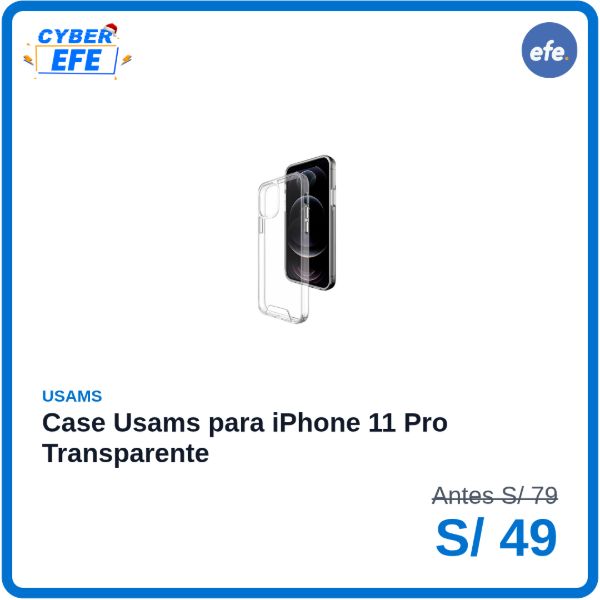 CYBER
EFE
efe.
USAMS
Case Usams para iPhone 11 Pro
Transparente
Antes S/ 79
S/ 49